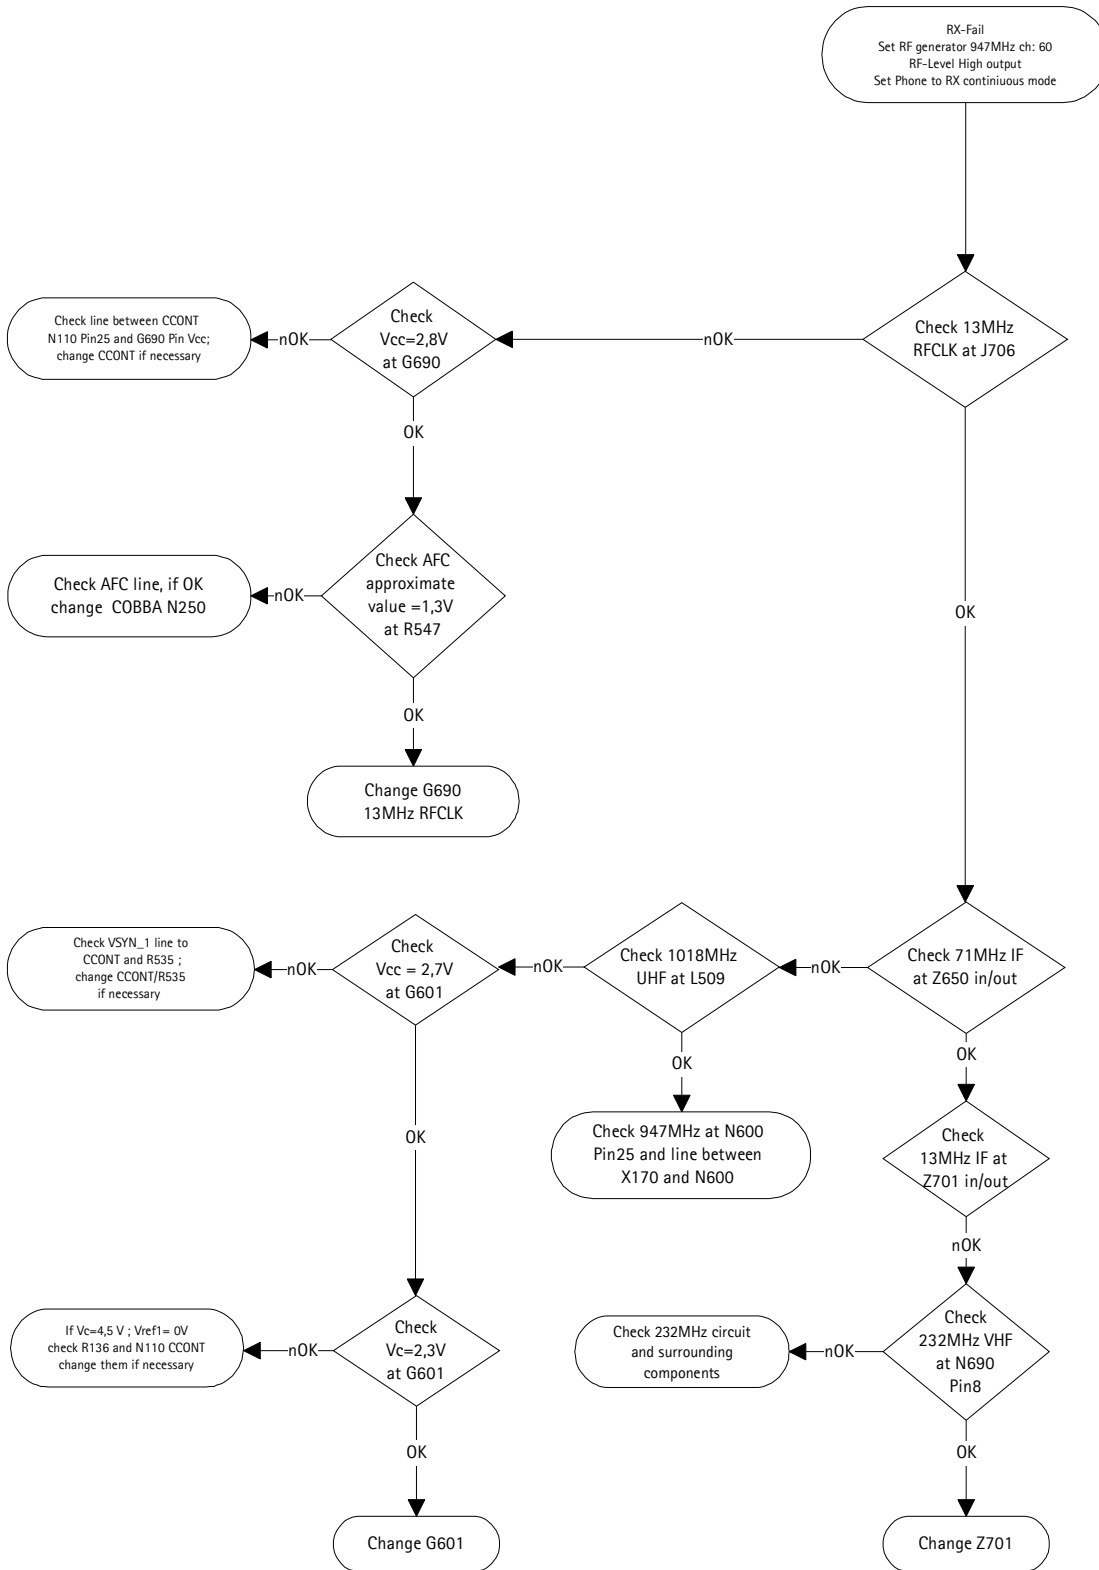 RX-Fail
Set RF generator 947MHz ch: 60
RF-Level High output
Set Phone to RX continiuous mode
Check 13MHz
RFCLK at J706
nOK
Check
Vcc=2,8V
at G690
nOK
Check line between CCONT
N110 Pin25 and G690 Pin Vcc;
change CCONT if necessary
OK
Check AFC
approximate
value =1,3V
at R547
nOK
Check AFC line, if OK
change COBBA N250
OK
Change G690
13MHz RFCLK
OK
Check 71MHz IF
at Z650 in/out
nOK
Check 1018MHz
UHF at L509
nOK
Check
Vcc = 2,7V
at G601
nOK
Check VSYN_1 line to
CCONT and R535 ;
change CCONT/R535
if necessary
OK
Check 947MHz at N600
Pin25 and line between
X170 and N600
OK
Check
13MHz IF at
Z701 in/out
OK
nOK
Check
Vc=2,3V
at G601
nOK
If Vc=4,5 V ; Vref1= 0V
check R136 and N110 CCONT
change them if necessary
Check
232MHz VHF
at N690
Pin8
nOK
Check 232MHz circuit
and surrounding
components
OK
Change G601
OK
Change Z701